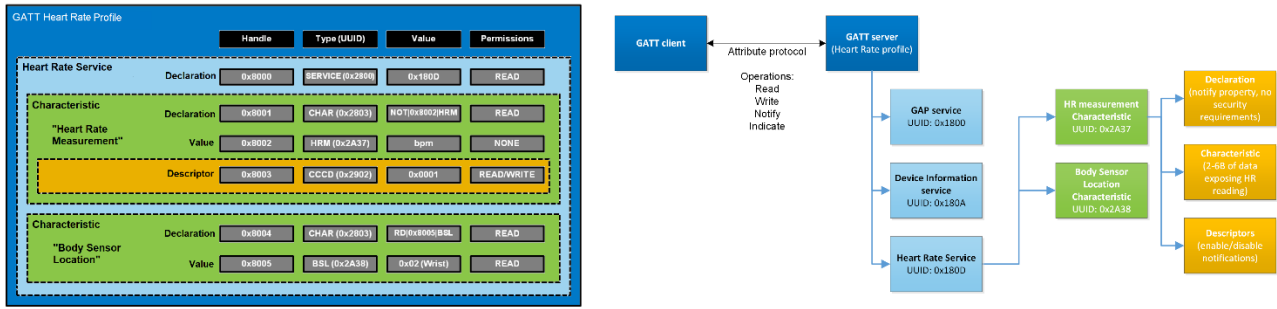 GATT Heart Rate Profile
Handle Type (UUID) Value Permissions
Heart Rate Service
Declaration 0x8000 SERVICE (0x2800) 0x180D READ
Characteristic
Declaration 0x8001 CHAR (0x2803) NOT|0x8002|HRM READ
"Heart Rate
Measurement"
Value 0x8002 HRM (0x2A37) bpm NONE
Descriptor 0x8003 CCCD (0x2902) 0x0001 READ/WRITE
Characteristic
Declaration 0x8004 CHAR (0x2803) RD|0x8005|BSL READ
"Body Sensor
Location"
Value 0x8005 BSL (0x2A38) 0x02 (Wrist) READ
GATT client
Attribute protocol
Operations:
Read
Write
Notify
Indicate
GATT server
(Heart Rate profile)
GAP service
UUID: 0x1800
Device Information
service
UUID: 0x180A
Heart Rate Service
UUID: 0x180D
HR measurement
Characteristic
UUID: 0x2A37
Body Sensor
Location
Characteristic
UUID: 0x2A38
Declaration
(notify property, no
security
requirements)
Characteristic
(2-6B of data
exposing HR
reading)
Descriptors
(enable/disable
notifications)